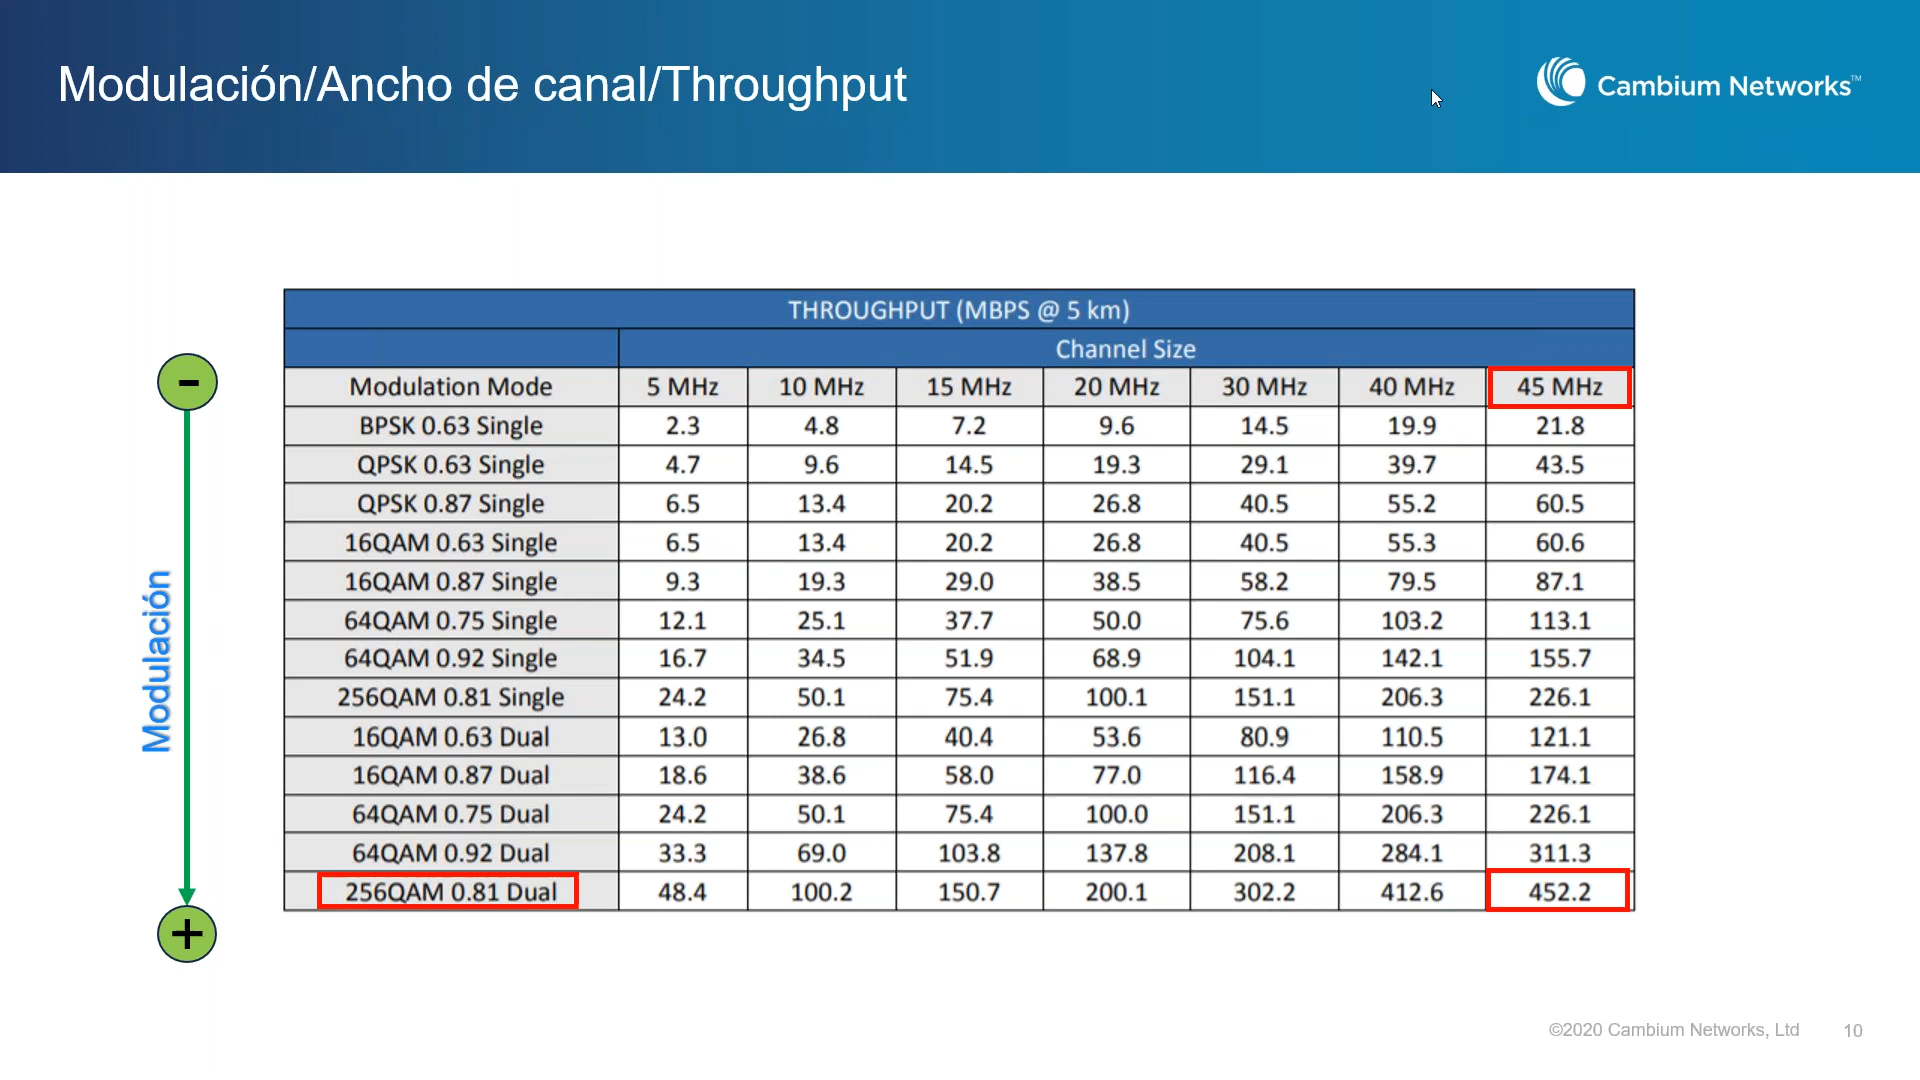 Modulación/Ancho de canal/Throughput
Cambium Networks™
THROUGHPUT (MBPS @ 5 km)
Channel Size
Modulation Mode 5 MHz 10 MHz 15 MHz 20 MHz 30 MHz 40 MHz 45 MHz
BPSK 0.63 Single 2.3 4.8 7.2 9.6 14.5 19.9 21.8
QPSK 0.63 Single 4.7 9.6 14.5 19.3 29.1 39.7 43.5
QPSK 0.87 Single 6.5 13.4 20.2 26.8 40.5 55.2 60.5
16QAM 0.63 Single 6.5 13.4 20.2 26.8 40.5 55.3 60.6
16QAM 0.87 Single 9.3 19.3 29.0 38.5 58.2 79.5 87.1
64QAM 0.75 Single 12.1 25.1 37.7 50.0 75.6 103.2 113.1
64QAM 0.92 Single 16.7 34.5 51.9 68.9 104.1 142.1 155.7
256QAM 0.81 Single 24.2 50.1 75.4 100.1 151.1 206.3 226.1
16QAM 0.63 Dual 13.0 26.8 40.4 53.6 80.9 110.5 121.1
16QAM 0.87 Dual 18.6 38.6 58.0 77.0 116.4 158.9 174.1
64QAM 0.75 Dual 24.2 50.1 75.4 100.0 151.1 206.3 226.1
64QAM 0.92 Dual 33.3 69.0 103.8 137.8 208.1 284.1 311.3
256QAM 0.81 Dual 48.4 100.2 150.7 200.1 302.2 412.6 452.2
-
Modulación
+
©2020 Cambium Networks, Ltd 10